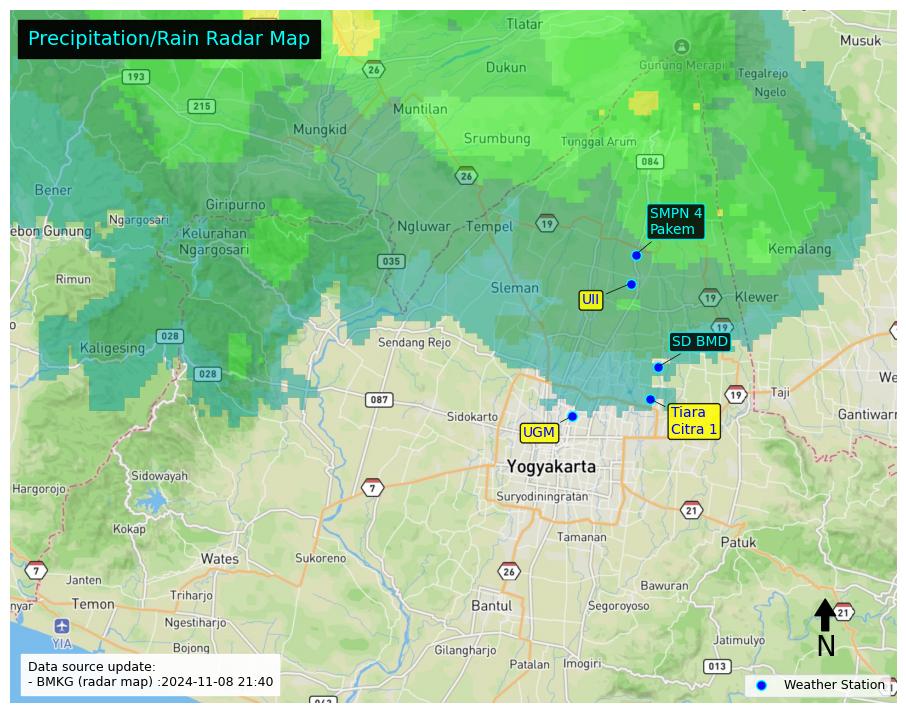 Precipitation/Rain Radar Map
Tlatar
Musuk
193
26
Dukun
Gunung Merapi
Tegalrejo
Ngelo
215
Muntilan
Mungkid
Srumbung
Tunggal Arum
084
26
Bener
Giripurno
Ngargosari
ebon Gunung
Kelurahan
Ngargosari
Ngluwar
Tempel
19
SMPN 4
Pakem
Kemalang
035
Rimun
Sleman
UII
19
Klewer
19
028
Kaligesing
Sendang Rejo
SD BMD
028
We
087
19
Taji
Sidokarto
Gantiwarn
Tiara
Citra 1
UGM
Yogyakarta
Sidowayah
Hargorojo
7
Suryodiningratan
21
Kokap
Tamanan
Patuk
Wates
Sukoreno
7
26
Janten
Bawuran
Triharjo
nyar
Temon
Bantul
Segoroyoso
21
Ngestiharjo
YIA
Jatimulyo
N
Bojong
Gilangharjo
Patalan
Imogiri
013
Data source update:
- BMKG (radar map) :2024-11-08 21:40
Weather Station